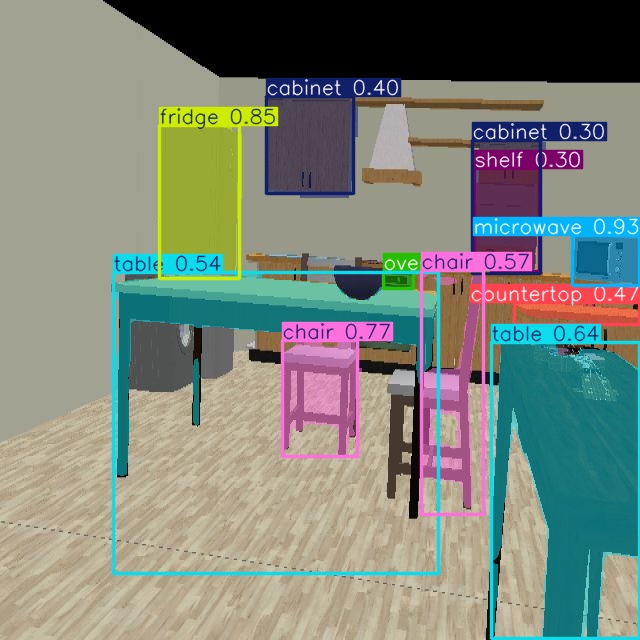 cabinet 0.40
fridge 0.85
cabinet 0.30
shelf 0.30
microwave 0.93
table 0.54
ove
chair 0.57
countertop 0.47
chair 0.77
table 0.64